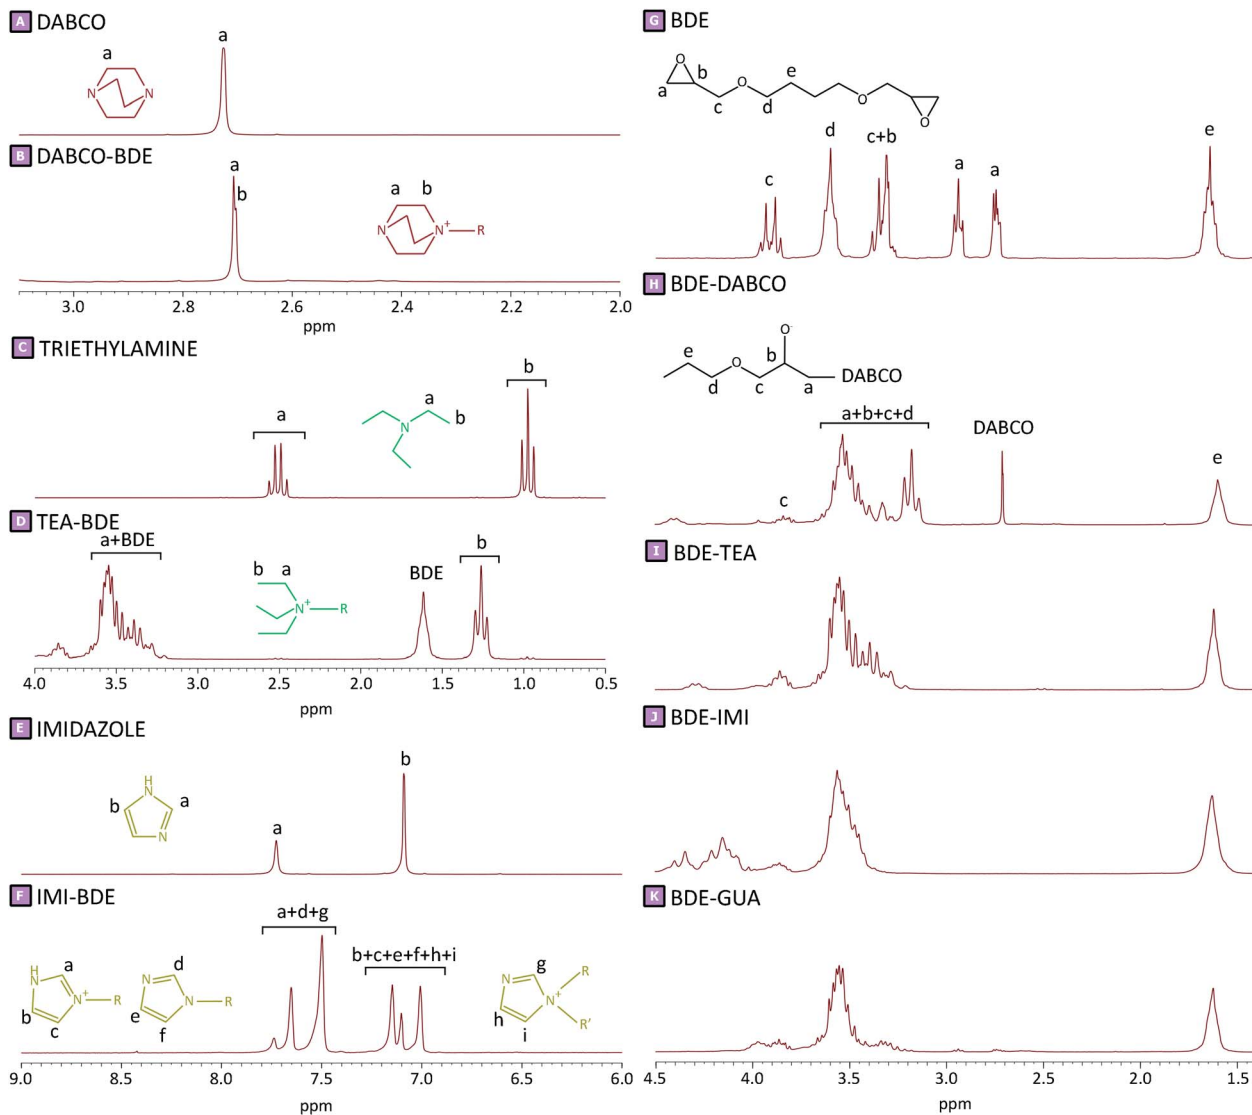 A DABCO
a
a
N
N
B DABCO-BDE
a
b
a
b
N
N+
R
3.0 2.8 2.6 2.4 2.2 2.0
ppm
C TRIETHYLAMINE
a
a
b
N
b
D TEA-BDE
a+BDE
b a
N+
R
BDE
b
4.0 3.5 3.0 2.5 2.0 1.5 1.0 0.5
ppm
E IMIDAZOLE
H
N
b
a
N
a
b
F IMI-BDE
a+d+g
b+c+e+f+h+i
H
N
a
N+
R
b
c
N
d
N
R
e
f
N
g
R
N+
R'
h
i
9.0 8.5 8.0 7.5 7.0 6.5 6.0
ppm
G BDE
O
b
a
c
O
d
e
O
O
c
d
c+b
a
a
e
H BDE-DABCO
O-
e
O
b
d
c
a
DABCO
c
a+b+c+d
DABCO
e
I BDE-TEA
J BDE-IMI
K BDE-GUA
4.5 3.5 3.0 2.5 2.0 1.5
ppm